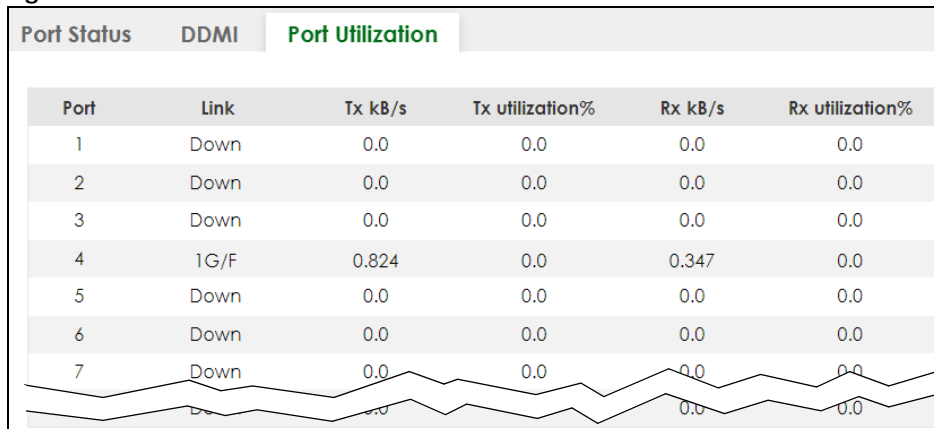 Port Status DDMI Port Utilization
Port Link Tx kB/s Tx utilization% Rx kB/s Rx utilization%
1 Down 0.0 0.0 0.0 0.0
2 Down 0.0 0.0 0.0 0.0
3 Down 0.0 0.0 0.0 0.0
4 1G/F 0.824 0.0 0.347 0.0
5 Down 0.0 0.0 0.0 0.0
6 Down 0.0 0.0 0.0 0.0
7 Down 0.0 0.0 0.0 0.0
0.0 0.0